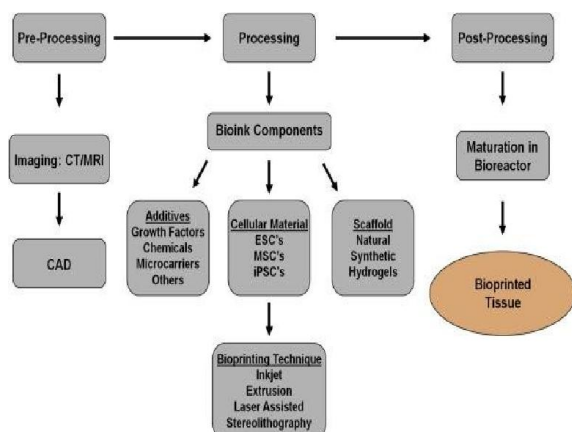 Pre-Processing
Processing
Post-Processing
Imaging: CT/MRI
CAD
Bioink Components
Additives
Growth Factors
Chemicals
Microcarriers
Others
Cellular Material
ESC's
MSC's
iPSC's
Scaffold
Natural
Synthetic
Hydrogels
Bioprinting Technique
Inkjet
Extrusion
Laser Assisted
Stereolithography
Maturation in
Bioreactor
Bioprinted
Tissue